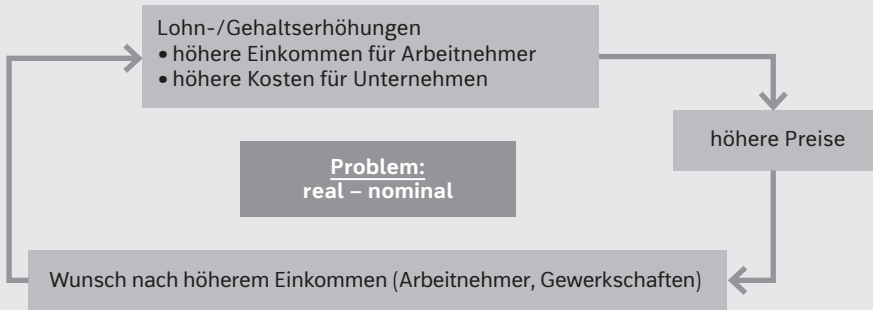 Lohn-/Gehaltserhöhungen
• höhere Einkommen für Arbeitnehmer
• höhere Kosten für Unternehmen
höhere Preise
Problem:
real – nominal
Wunsch nach höherem Einkommen (Arbeitnehmer, Gewerkschaften)